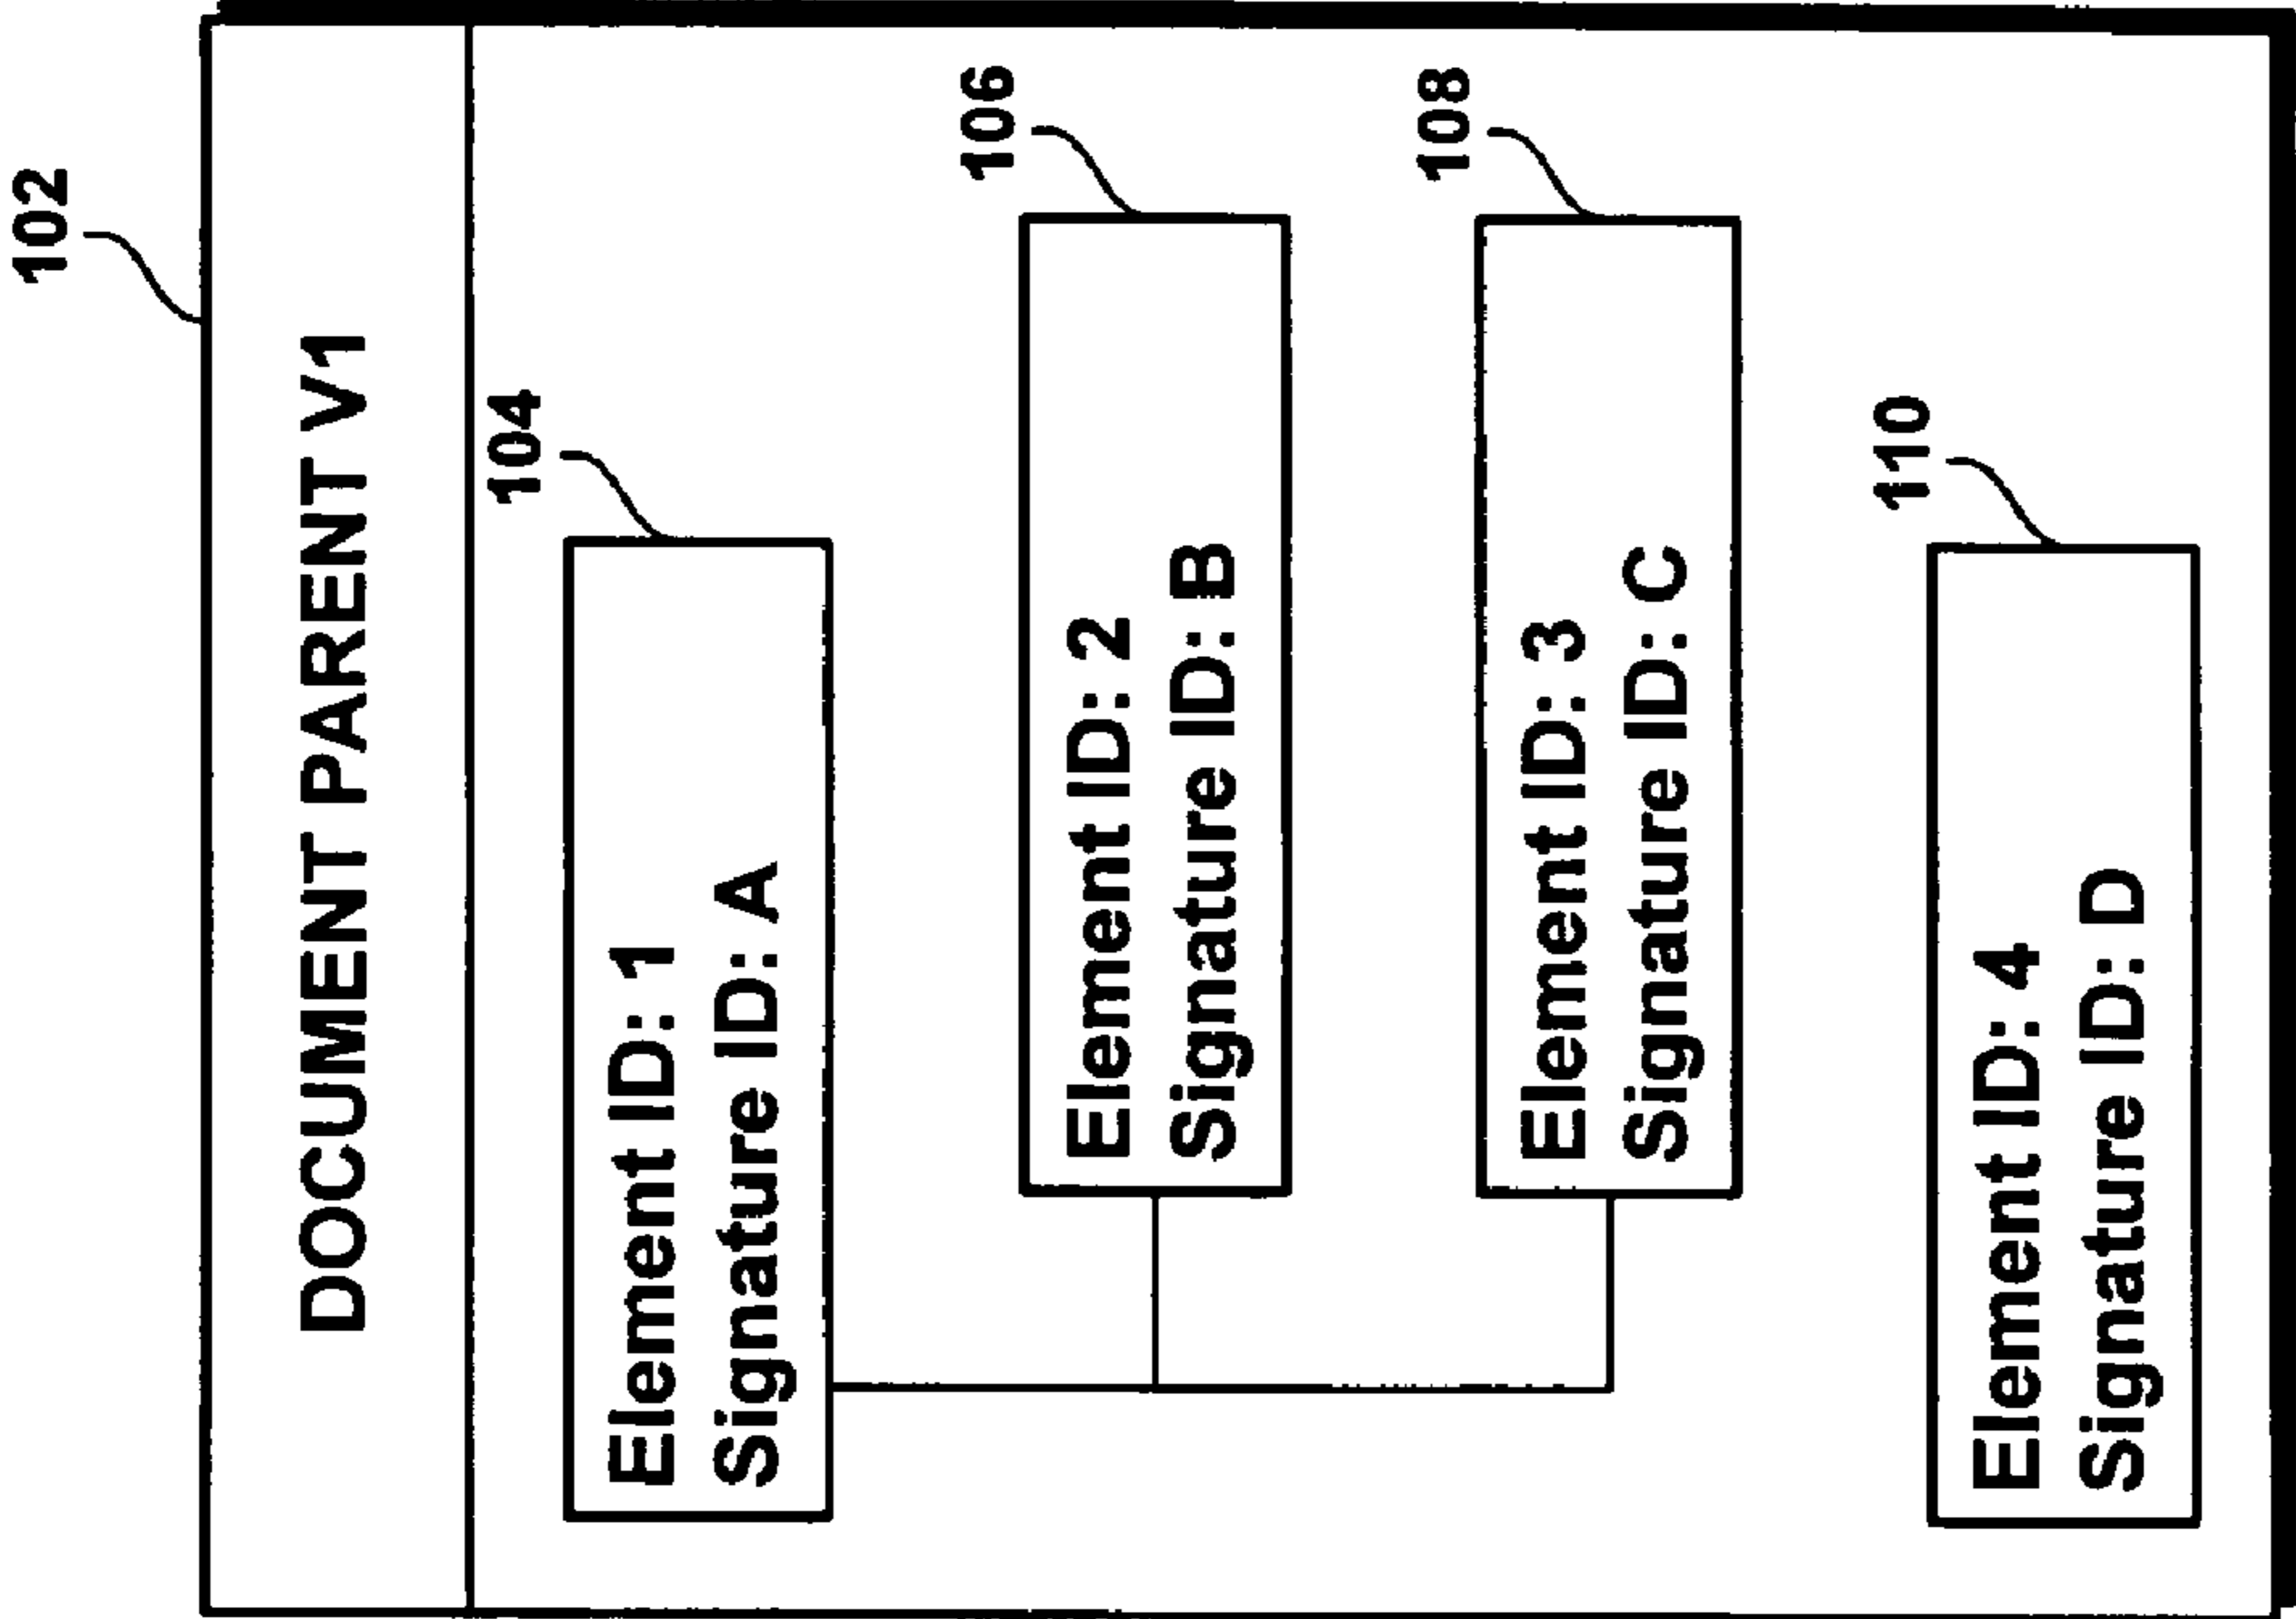 102
DOCUMENT PARENT V1
104
Element ID: 1
Signature ID: A
106
Element ID: 2
Signature ID: B
108
Element ID: 3
Signature ID: C
110
Element ID: 4
Signature ID: D